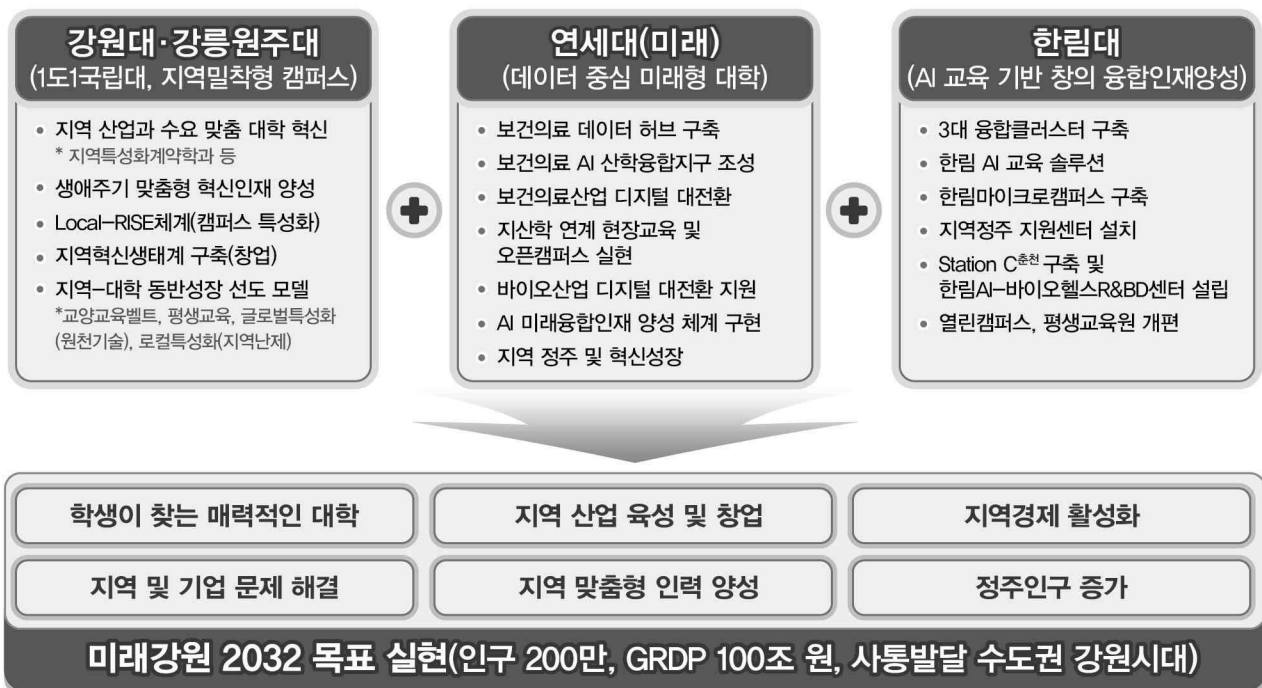 강원대·강릉원주대
(1도1국립대, 지역밀착형 캠퍼스)
• 지역 산업과 수요 맞춤 대학 혁신
* 지역특성화계약학과 등
• 생애주기 맞춤형 혁신인재 양성
• Local-RISE체계(캠퍼스 특성화)
• 지역혁신생태계 구축(창업)
• 지역-대학 동반성장 선도 모델
*교양교육벨트, 평생교육, 글로벌특성화
(원천기술), 로컬특성화(지역난제)
연세대(미래)
(데이터 중심 미래형 대학)
• 보건의료 데이터 허브 구축
• 보건의료 AI 산학융합지구 조성
• 보건의료산업 디지털 대전환
• 지산학 연계 현장교육 및
오픈캠퍼스 실현
• 바이오산업 디지털 대전환 지원
• AI 미래융합인재 양성 체계 구현
• 지역 정주 및 혁신성장
한림대
(AI 교육 기반 창의 융합인재양성)
• 3대 융합클러스터 구축
• 한림 AI 교육 솔루션
• 한림마이크로캠퍼스 구축
• 지역정주 지원센터 설치
• Station C춘천 구축 및
한림AI-바이오헬스R&BD센터 설립
• 열린캠퍼스, 평생교육원 개편
학생이 찾는 매력적인 대학
지역 산업 육성 및 창업
지역경제 활성화
지역 및 기업 문제 해결
지역 맞춤형 인력 양성
정주인구 증가
미래강원 2032 목표 실현(인구 200만, GRDP 100조 원, 사통발달 수도권 강원시대)